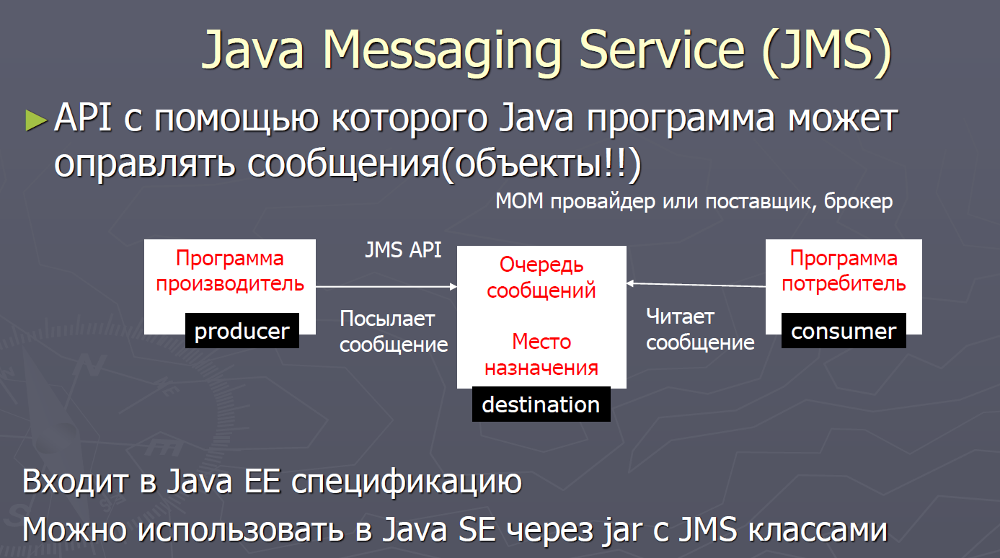 Java Messaging Service (JMS)
►API с помощью которого Java программа может
оправлять сообщения(объекты!!)
MOM провайдер или поставщик, брокер
JMS API
Программа
производитель
producer
Посылает
сообщение
Очередь
сообщений
Место
назначения
destination
Читает
сообщение
Программа
потребитель
consumer
Входит в Java EE спецификацию
Можно использовать в Java SE через jar с JMS классами